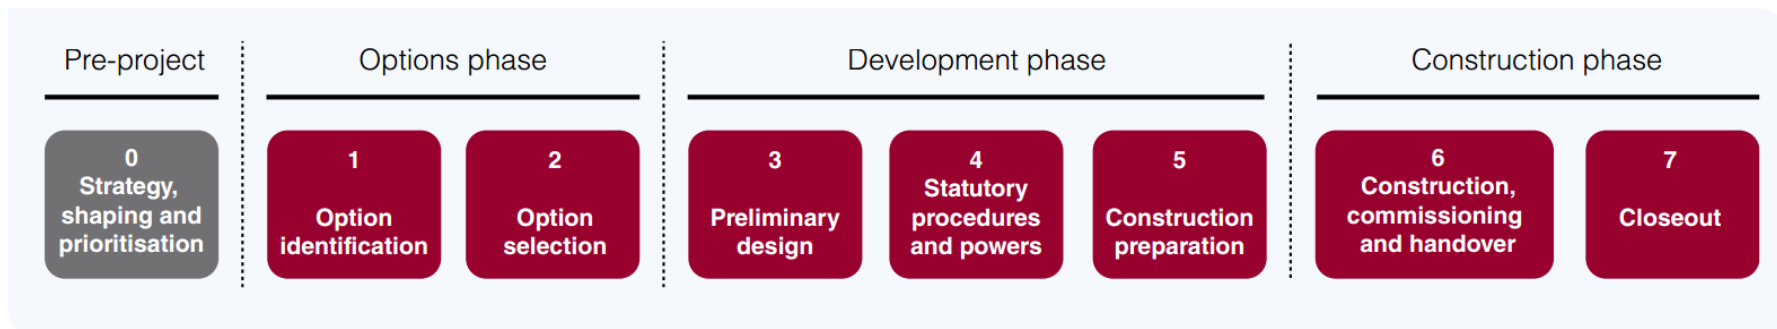 Pre-project
Options phase
Development phase
Construction phase
0
Strategy,
shaping and
prioritisation
1
Option
identification
2
Option
selection
3
Preliminary
design
4
Statutory
procedures
and powers
5
Construction
preparation
6
Construction,
commissioning
and handover
7
Closeout